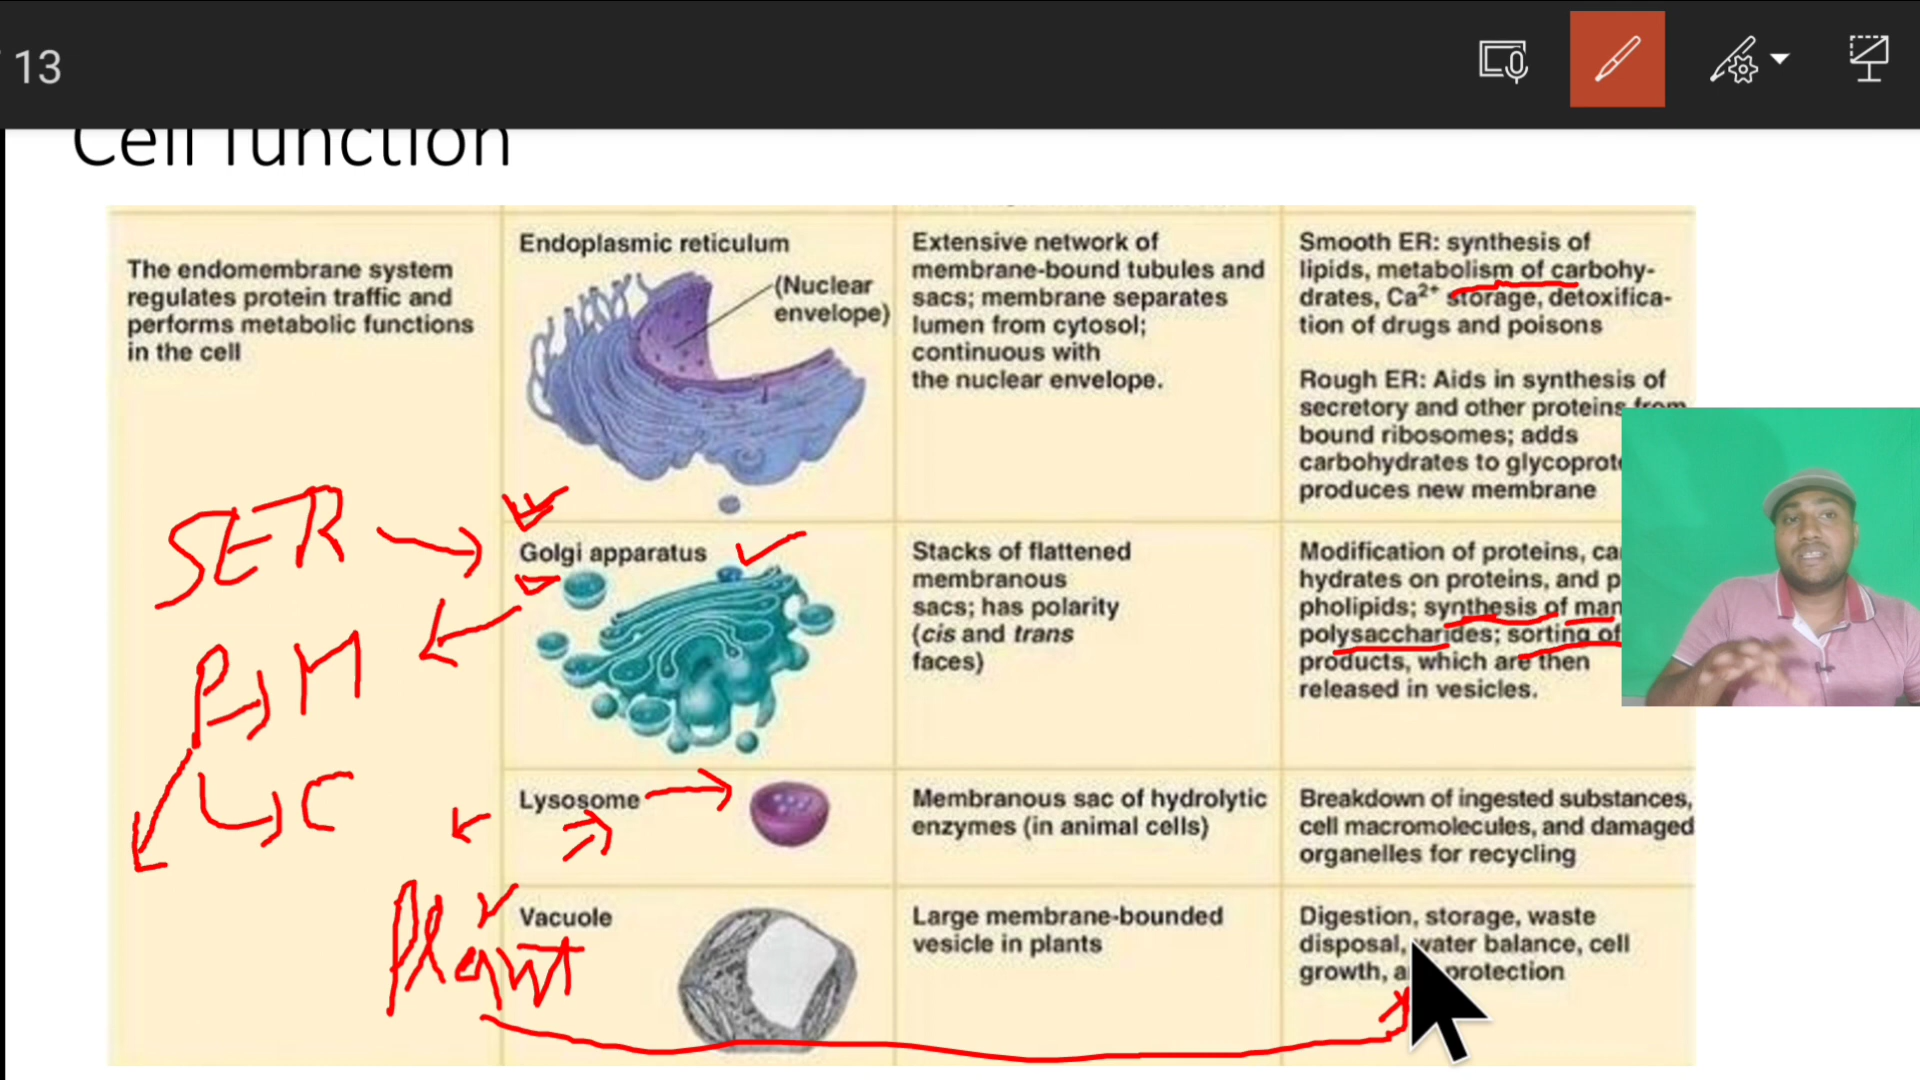 13
Cell function
The endomembrane system
regulates protein traffic and
performs metabolic functions
in the cell
Endoplasmic reticulum
(Nuclear
envelope)
Extensive network of
membrane-bound tubules and
sacs; membrane separates
lumen from cytosol;
continuous with
the nuclear envelope.
Smooth ER: synthesis of
lipids, metabolism of carbohy-
drates, Ca²⁺ storage, detoxifica-
tion of drugs and poisons
Rough ER: Aids in synthesis of
secretory and other proteins from
bound ribosomes; adds
carbohydrates to
produces new membrane
SER
Golgi apparatus
Stacks of flattened
membranous
sacs; has polarity
(cis and trans
faces)
Modification of proteins,
hydrates on proteins, and
pholipids; synthesis of
polysaccharides; sorting of
products, which are then
released in vesicles.
Lysosome
Membranous sac of hydrolytic
enzymes (in animal cells)
Breakdown of ingested substances,
cell macromolecules, and damaged
organelles for recycling
Plant
Vacuole
Large membrane-bounded
vesicle in plants
Digestion, storage, waste
disposal, water balance, cell
growth, protection